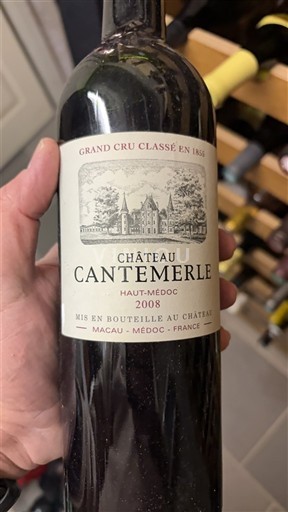 GRAND CRU CLASSÉ EN 1855
CHÂTEAU
CANTEMERLE
HAUT-MÉDOC
2008
MIS EN BOUTEILLE AU CHÂTEAU
MACAU - MÉDOC - FRANCE